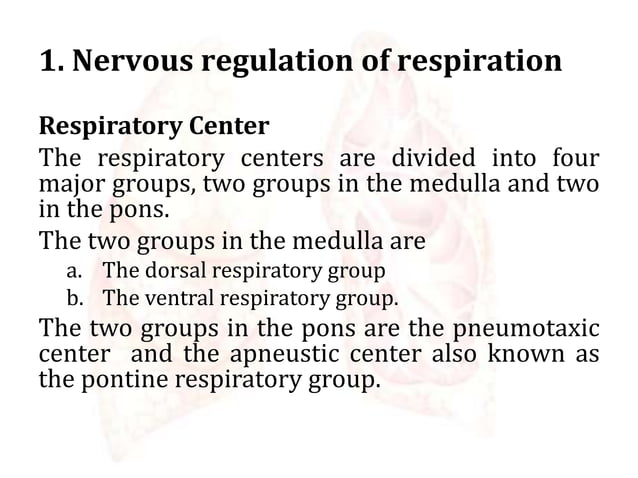 1. Nervous regulation of respiration
Respiratory Center
The respiratory centers are divided into four
major groups, two groups in the medulla and two
in the pons.
The two groups in the medulla are
a. The dorsal respiratory group
b. The ventral respiratory group.
The two groups in the pons are the pneumotaxic
center and the apneustic center also known as
the pontine respiratory group.